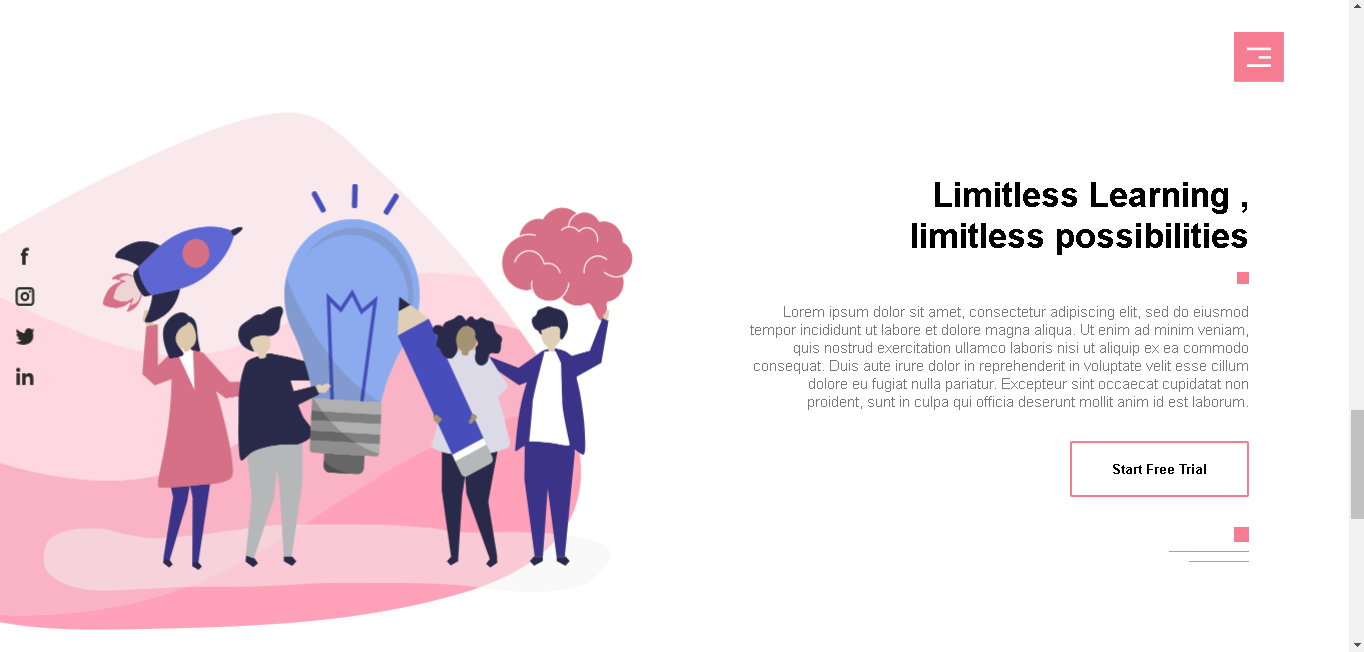 Limitless Learning ,
limitless possibilities
Lorem ipsum dolor sit amet, consectetur adipiscing elit, sed do eiusmod
tempor incididunt ut labore et dolore magna aliqua. Ut enim ad minim veniam,
quis nostrud exercitation ullamco laboris nisi ut aliquip ex ea commodo
consequat. Duis aute irure dolor in reprehenderit in voluptate velit esse cillum
dolore eu fugiat nulla pariatur. Excepteur sint occaecat cupidatat non
proident, sunt in culpa qui officia deserunt mollit anim id est laborum.
Start Free Trial